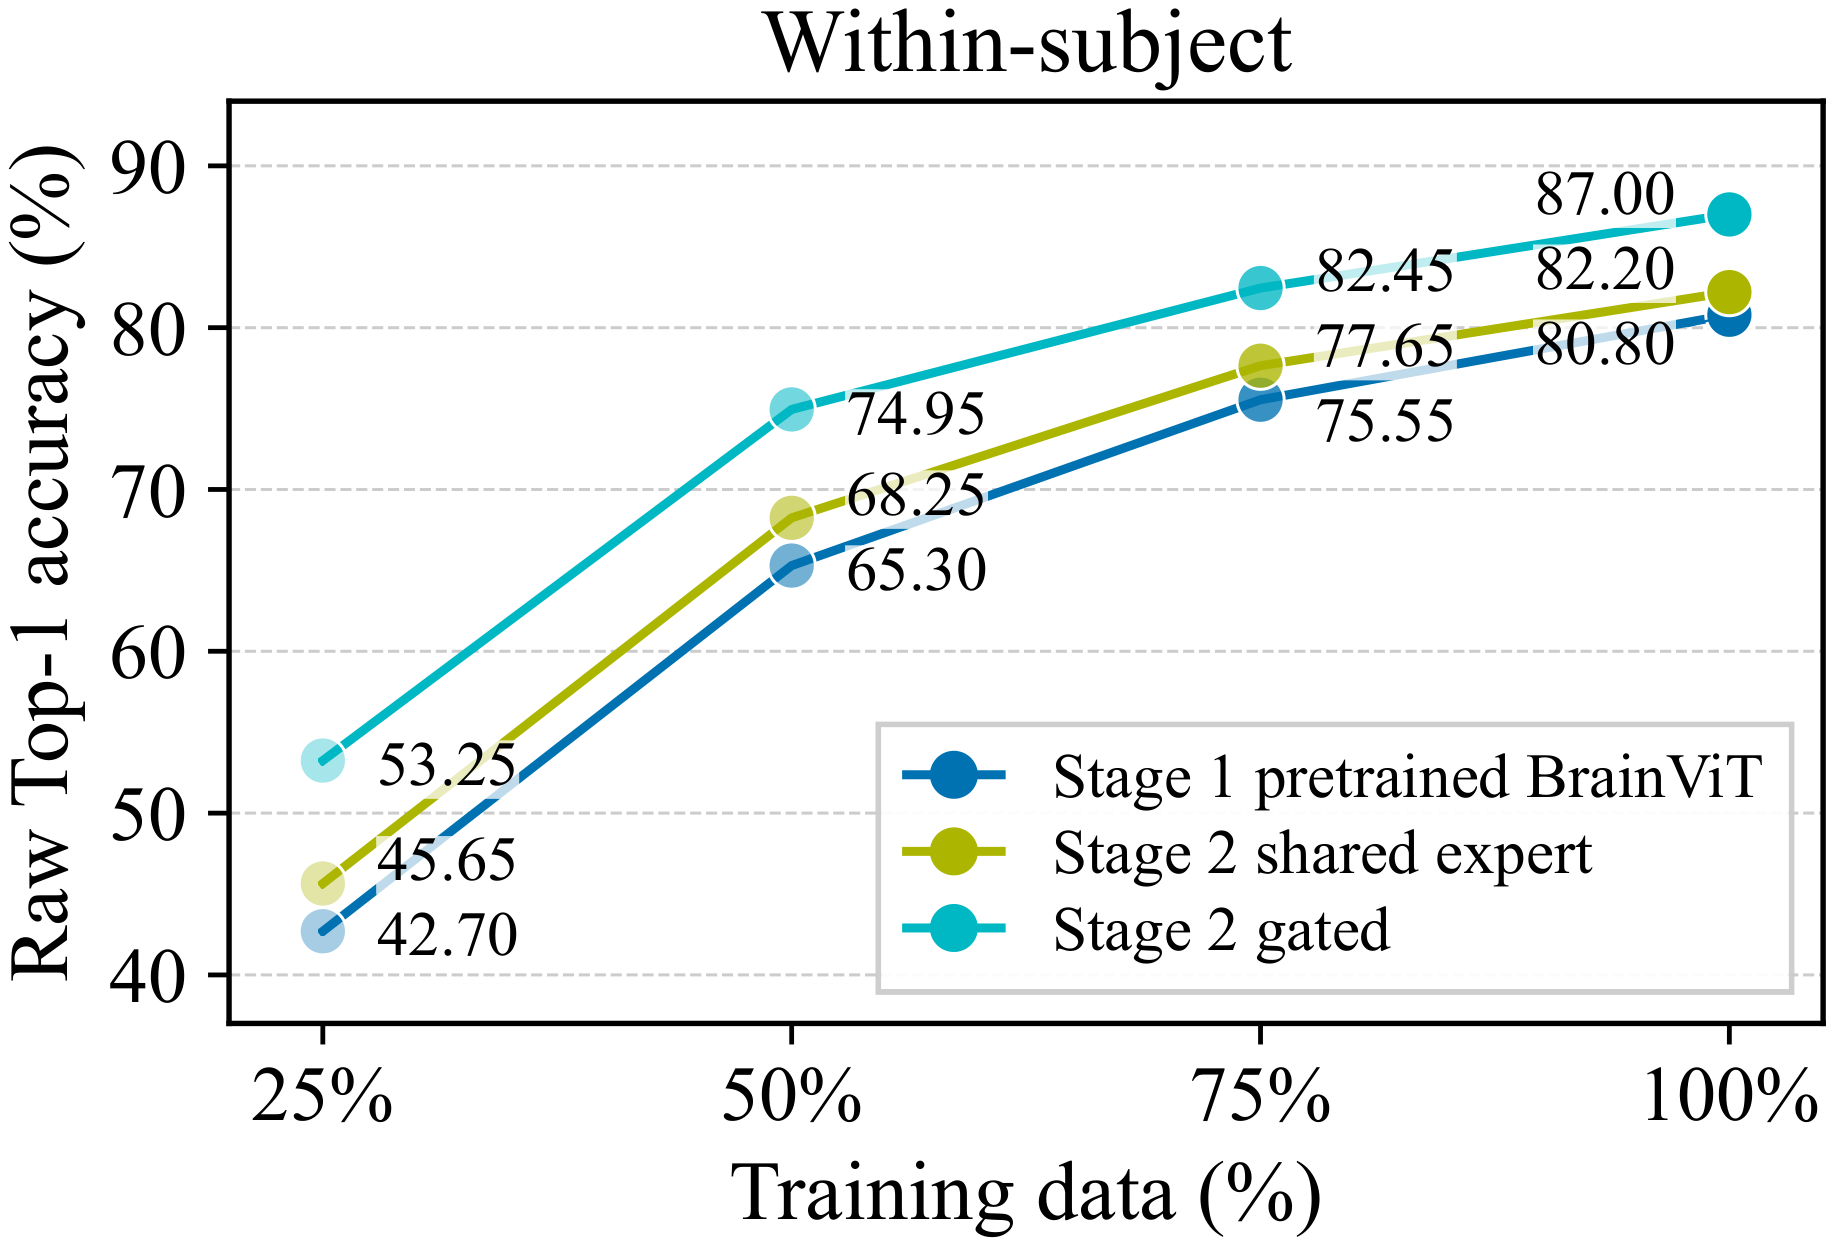 Within-subject
Raw Top-1 accuracy (%)
90
80
70
60
50
40
87.00
82.45
82.20
77.65
80.80
75.55
74.95
68.25
65.30
53.25
45.65
42.70
Stage 1 pretrained BrainViT
Stage 2 shared expert
Stage 2 gated
25% 50% 75% 100%
Training data (%)